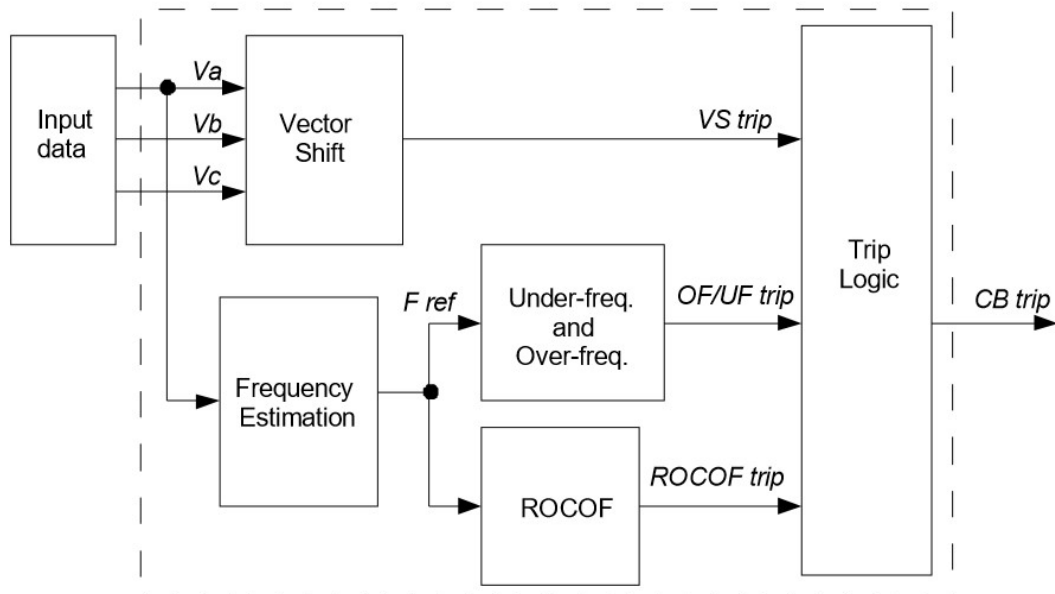 Input
data
Va
Vb
Vc
Vector
Shift
VS trip
Trip
Logic
CB trip
F ref
Under-freq.
and
Over-freq.
OF/UF trip
Frequency
Estimation
ROCOF
ROCOF trip